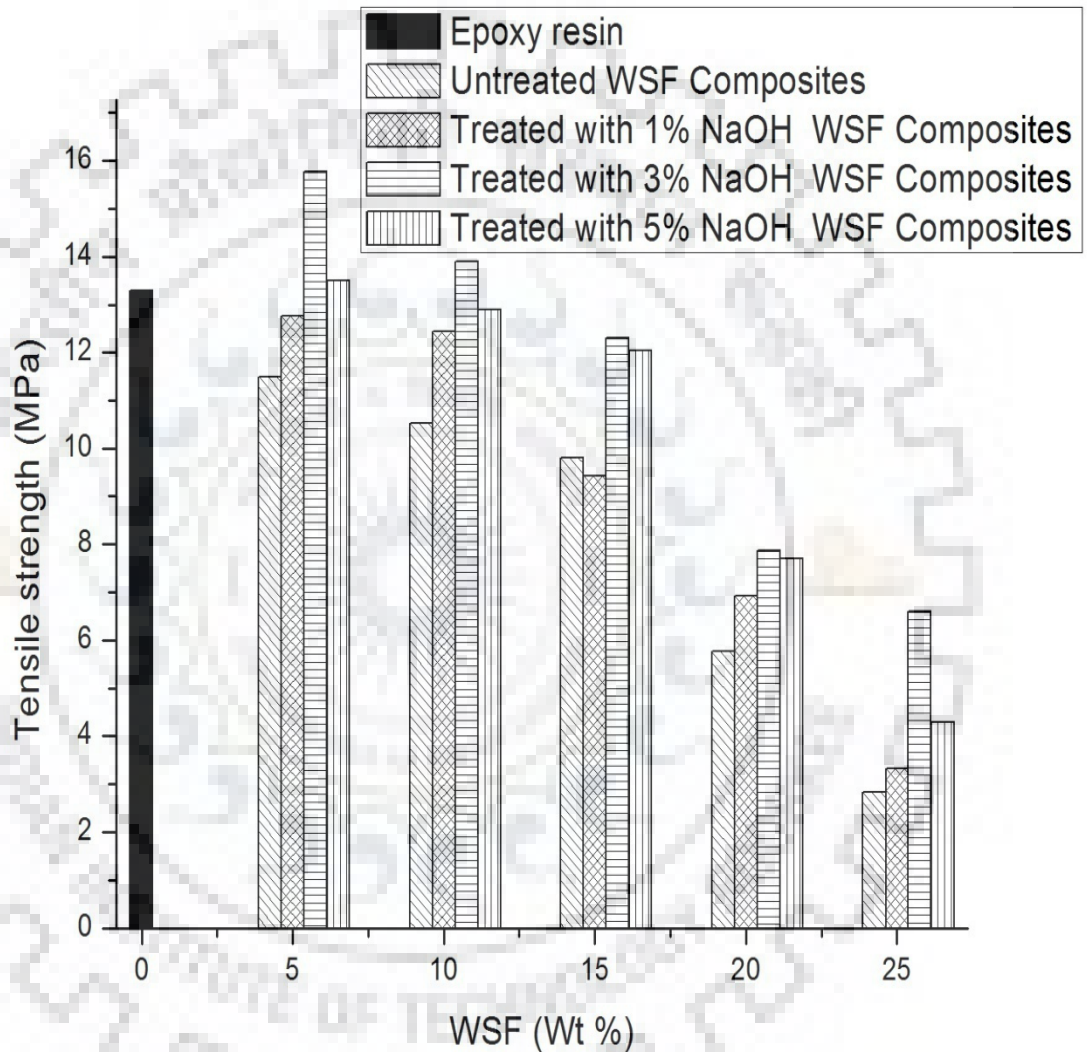 Epoxy resin
Untreated WSF Composites
Treated with 1% NaOH WSF Composites
Treated with 3% NaOH WSF Composites
Treated with 5% NaOH WSF Composites
Tensile strength (MPa)
16
14
12
10
8
6
4
2
0
0 5 10 15 20 25
WSF (Wt %)
OF TE